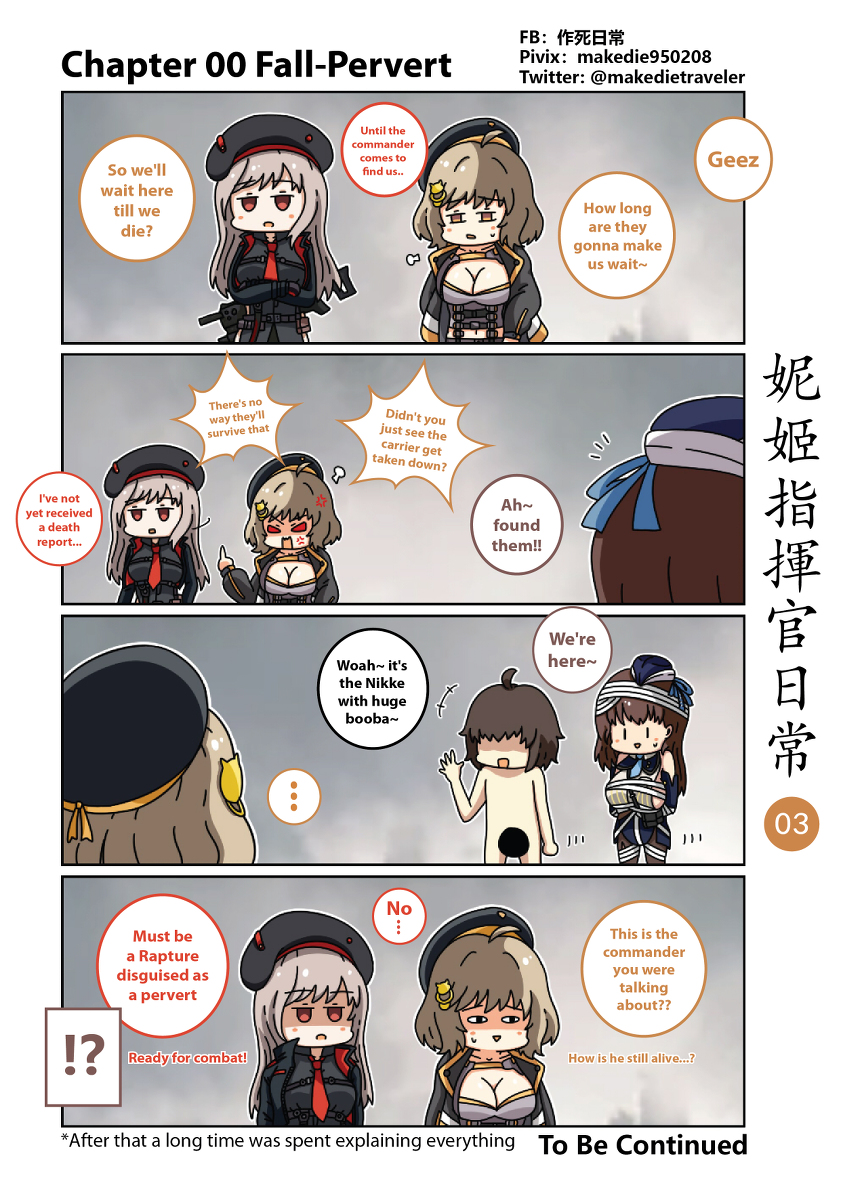 Chapter 00 Fall-Pervert
FB: 作死日常
Pivix: makedie950208
Twitter: @makedietraveler
Geez
How long
are they
gonna make
us wait~
Until the
commander
comes to
find us..
So we'll
wait here
till we
die?
Didn't you
just see the
carrier get
taken down?
There's no
way they'll
survive that
I've not
yet received
a death
report...
Ah~
found
them!!
We're
here~
Woah~ it's
the Nikke
with huge
booba~
This is the
commander
you were
talking
about??
How is he still alive...?
No
Must be
a Rapture
disguised as
a pervert
Ready for combat!
!?
*After that a long time was spent explaining everything
To Be Continued
妮姬指揮官日常
03